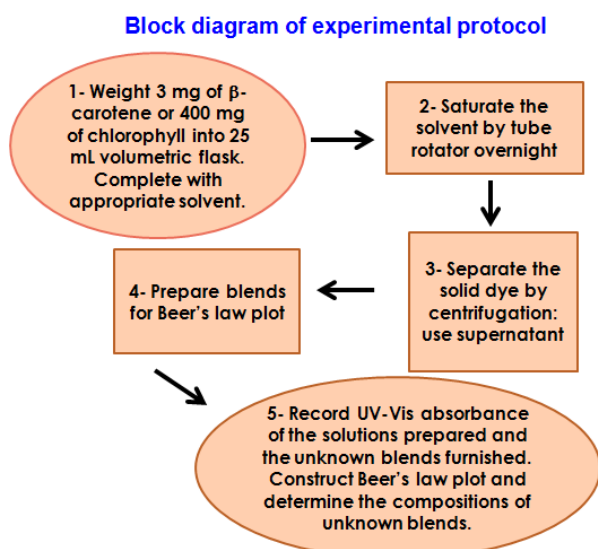 Block diagram of experimental protocol
1- Weight 3 mg of β-
carotene or 400 mg
of chlorophyll into 25
mL volumetric flask.
Complete with
appropriate solvent.
2- Saturate the
solvent by tube
rotator overnight
3- Separate the
solid dye by
centrifugation:
use supernatant
4- Prepare blends
for Beer's law plot
5- Record UV-Vis absorbance
of the solutions prepared and
the unknown blends furnished.
Construct Beer's law plot and
determine the compositions of
unknown blends.